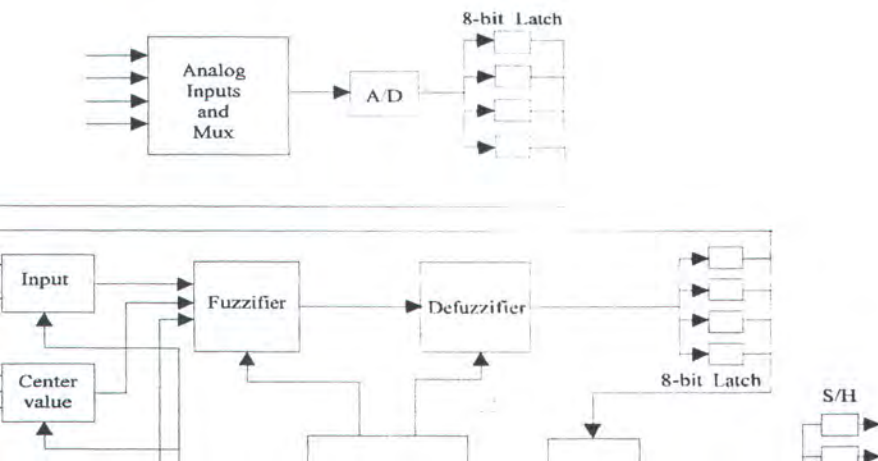 8-bit Latch
Analog
Inputs
and
Mux
A/D
Input
Fuzzifier
Defuzzifier
Center
value
8-bit Latch
S/H